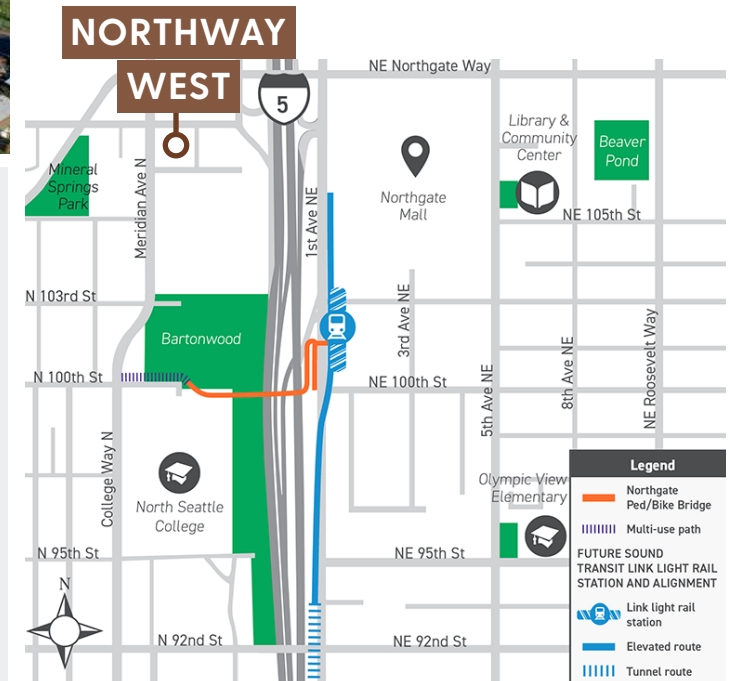 NORTHWAY
WEST
NE Northgate Way
5
Library &
Community
Center
Beaver
Pond
Mineral
Springs
Park
Meridian Ave N
1st Ave NE
Northgate
Mall
NE 105th St
N 103rd St
Bartonwood
3rd Ave NE
8th Ave NE
NE Roosevelt Way
5th Ave NE
N 100th St
NE 100th St
College Way N
North Seattle
College
Olympic View
Elementary
N 95th St
NE 95th St
N
N 92nd St
NE 92nd St
Legend
Northgate
Ped/Bike Bridge
Multi-use path
FUTURE SOUND
TRANSIT LINK LIGHT RAIL
STATION AND ALIGNMENT
Link light rail
station
Elevated route
Tunnel route